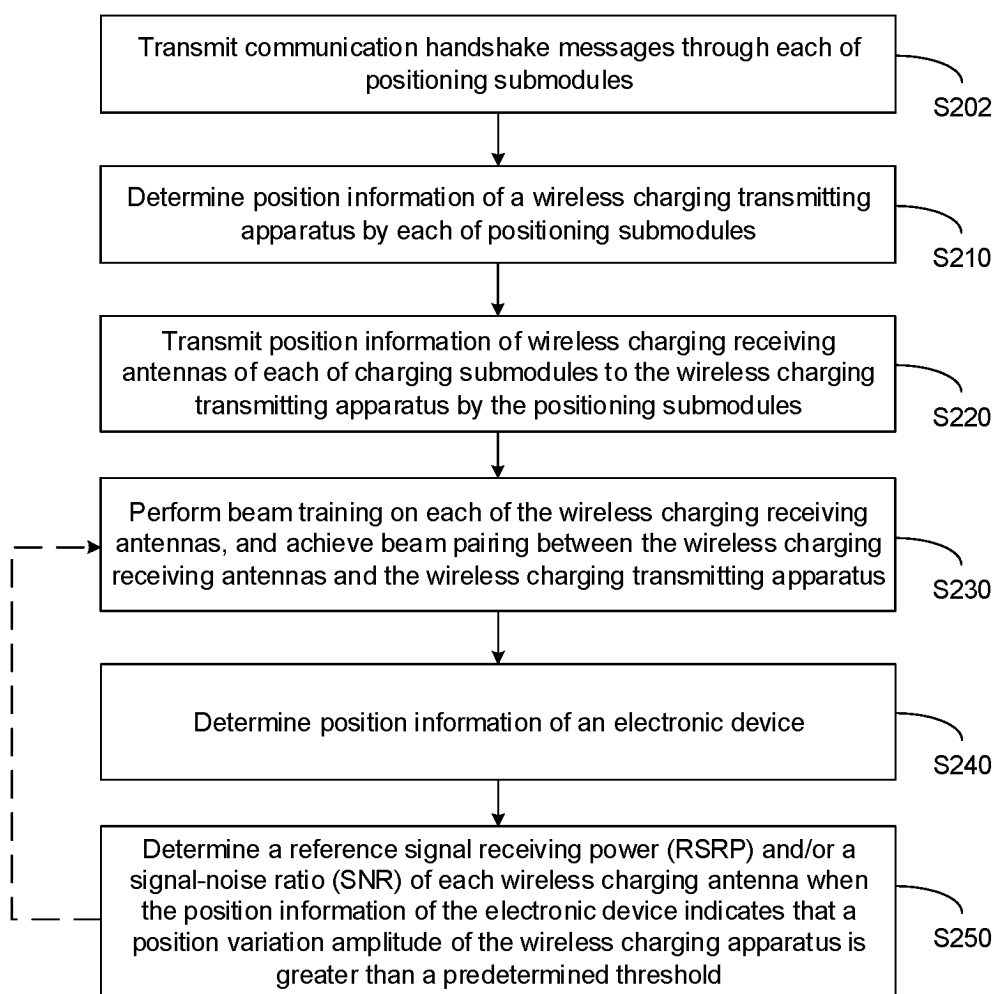 Transmit communication handshake messages through each of
positioning submodules
S202
Determine position information of a wireless charging transmitting
apparatus by each of positioning submodules
S210
Transmit position information of wireless charging receiving
antennas of each of charging submodules to the wireless charging
transmitting apparatus by the positioning submodules
S220
Perform beam training on each of the wireless charging receiving
antennas, and achieve beam pairing between the wireless charging
receiving antennas and the wireless charging transmitting apparatus
S230
Determine position information of an electronic device
S240
Determine a reference signal receiving power (RSRP) and/or a
signal-noise ratio (SNR) of each wireless charging antenna when
the position information of the electronic device indicates that a
position variation amplitude of the wireless charging apparatus is
greater than a predetermined threshold
S250